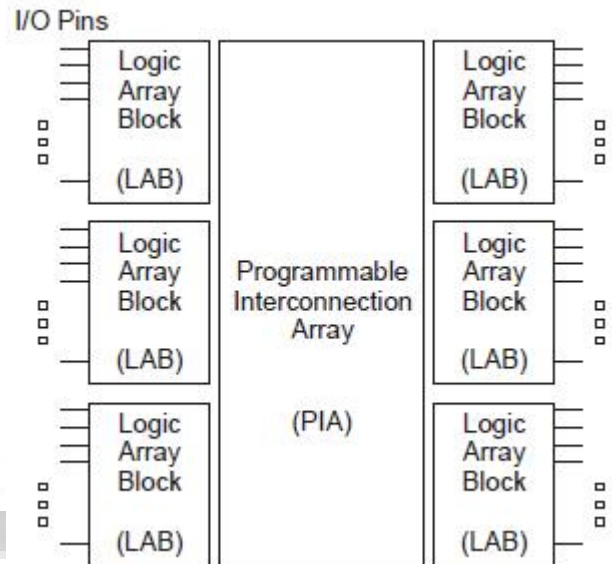 I/O Pins
Logic
Array
Block
(LAB)
Logic
Array
Block
(LAB)
Logic
Array
Block
(LAB)
Programmable
Interconnection
Array
(PIA)
Logic
Array
Block
(LAB)
Logic
Array
Block
(LAB)
Logic
Array
Block
(LAB)